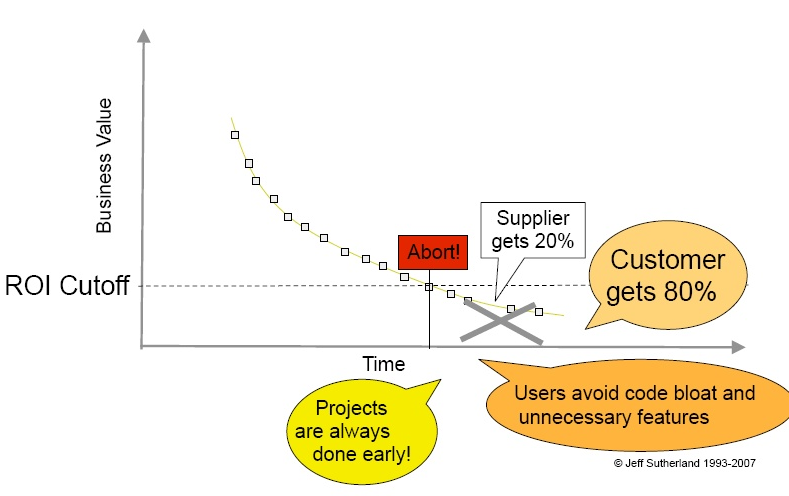 Business Value
Supplier
gets 20%
Abort!
Customer
gets 80%
ROI Cutoff
Time
Projects
are always
done early!
Users avoid code bloat and
unnecessary features
© Jeff Sutherland 1993-2007